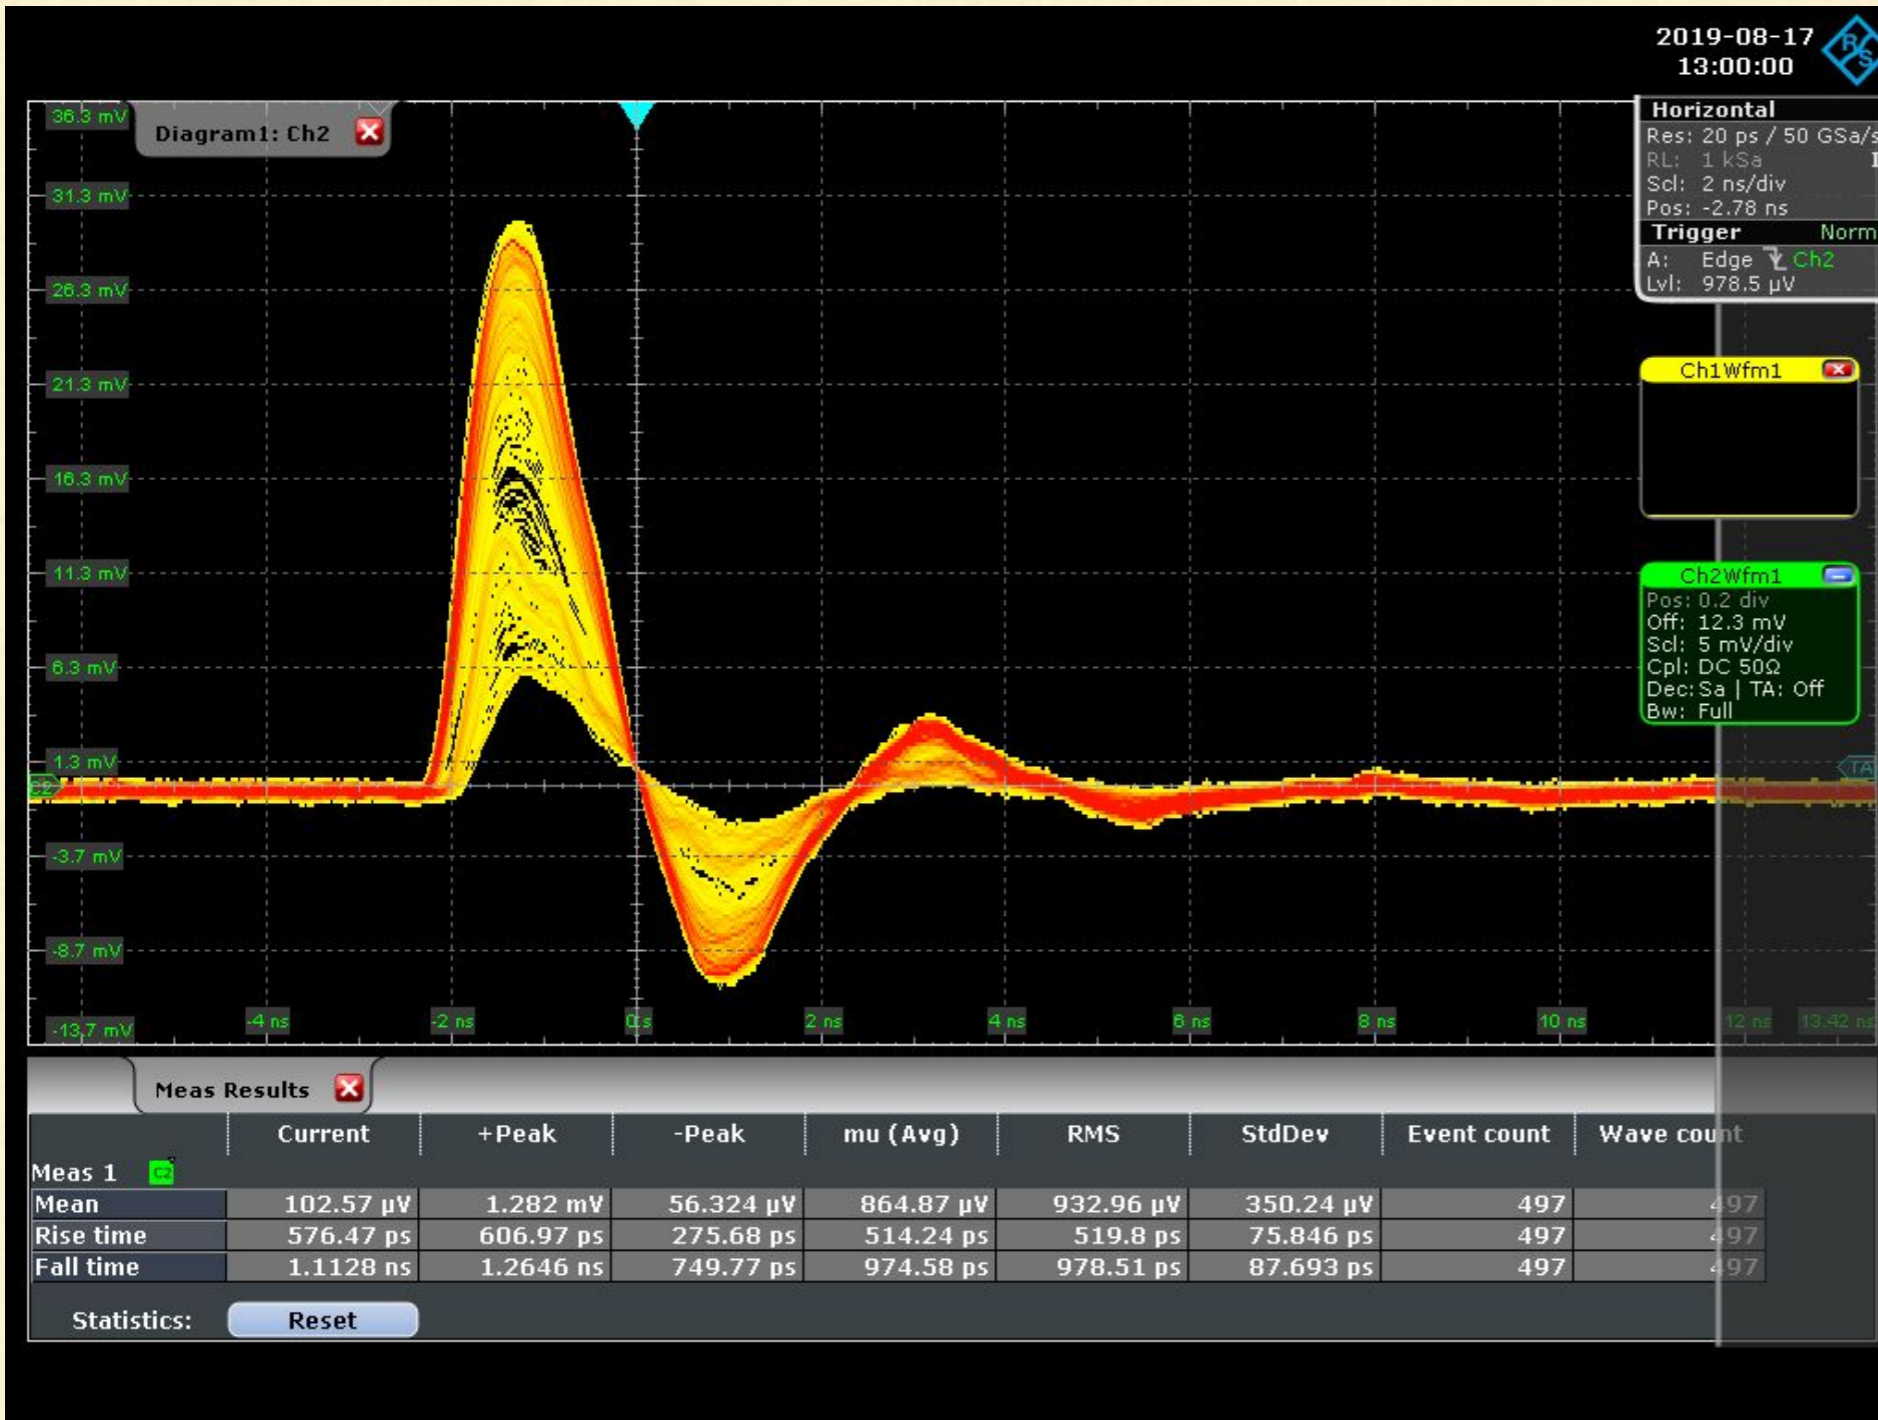 2019-08-17
13:00:00
R&S
Diagram1: Ch2
36.3 mV
31.3 mV
26.3 mV
21.3 mV
16.3 mV
11.3 mV
6.3 mV
1.3 mV
C2
-3.7 mV
-8.7 mV
-13.7 mV
-4 ns
-2 ns
0 s
2 ns
4 ns
6 ns
8 ns
10 ns
12 ns
13.42 ns
TA
Horizontal
Res: 20 ps / 50 GSa/s
RL: 1 kSa
Scl: 2 ns/div
Pos: -2.78 ns
Trigger Norm
A: Edge Ch2
Lvl: 978.5 µV
Ch1Wfm1
Ch2Wfm1
Pos: 0.2 div
Off: 12.3 mV
Scl: 5 mV/div
Cpl: DC 50Ω
Dec: Sa | TA: Off
Bw: Full
Meas Results
Current +Peak -Peak mu (Avg) RMS StdDev Event count Wave count
Meas 1 C2
Mean 102.57 µV 1.282 mV 56.324 µV 864.87 µV 932.96 µV 350.24 µV 497 497
Rise time 576.47 ps 606.97 ps 275.68 ps 514.24 ps 519.8 ps 75.846 ps 497 497
Fall time 1.1128 ns 1.2646 ns 749.77 ps 974.58 ps 978.51 ps 87.693 ps 497 497
Statistics: Reset